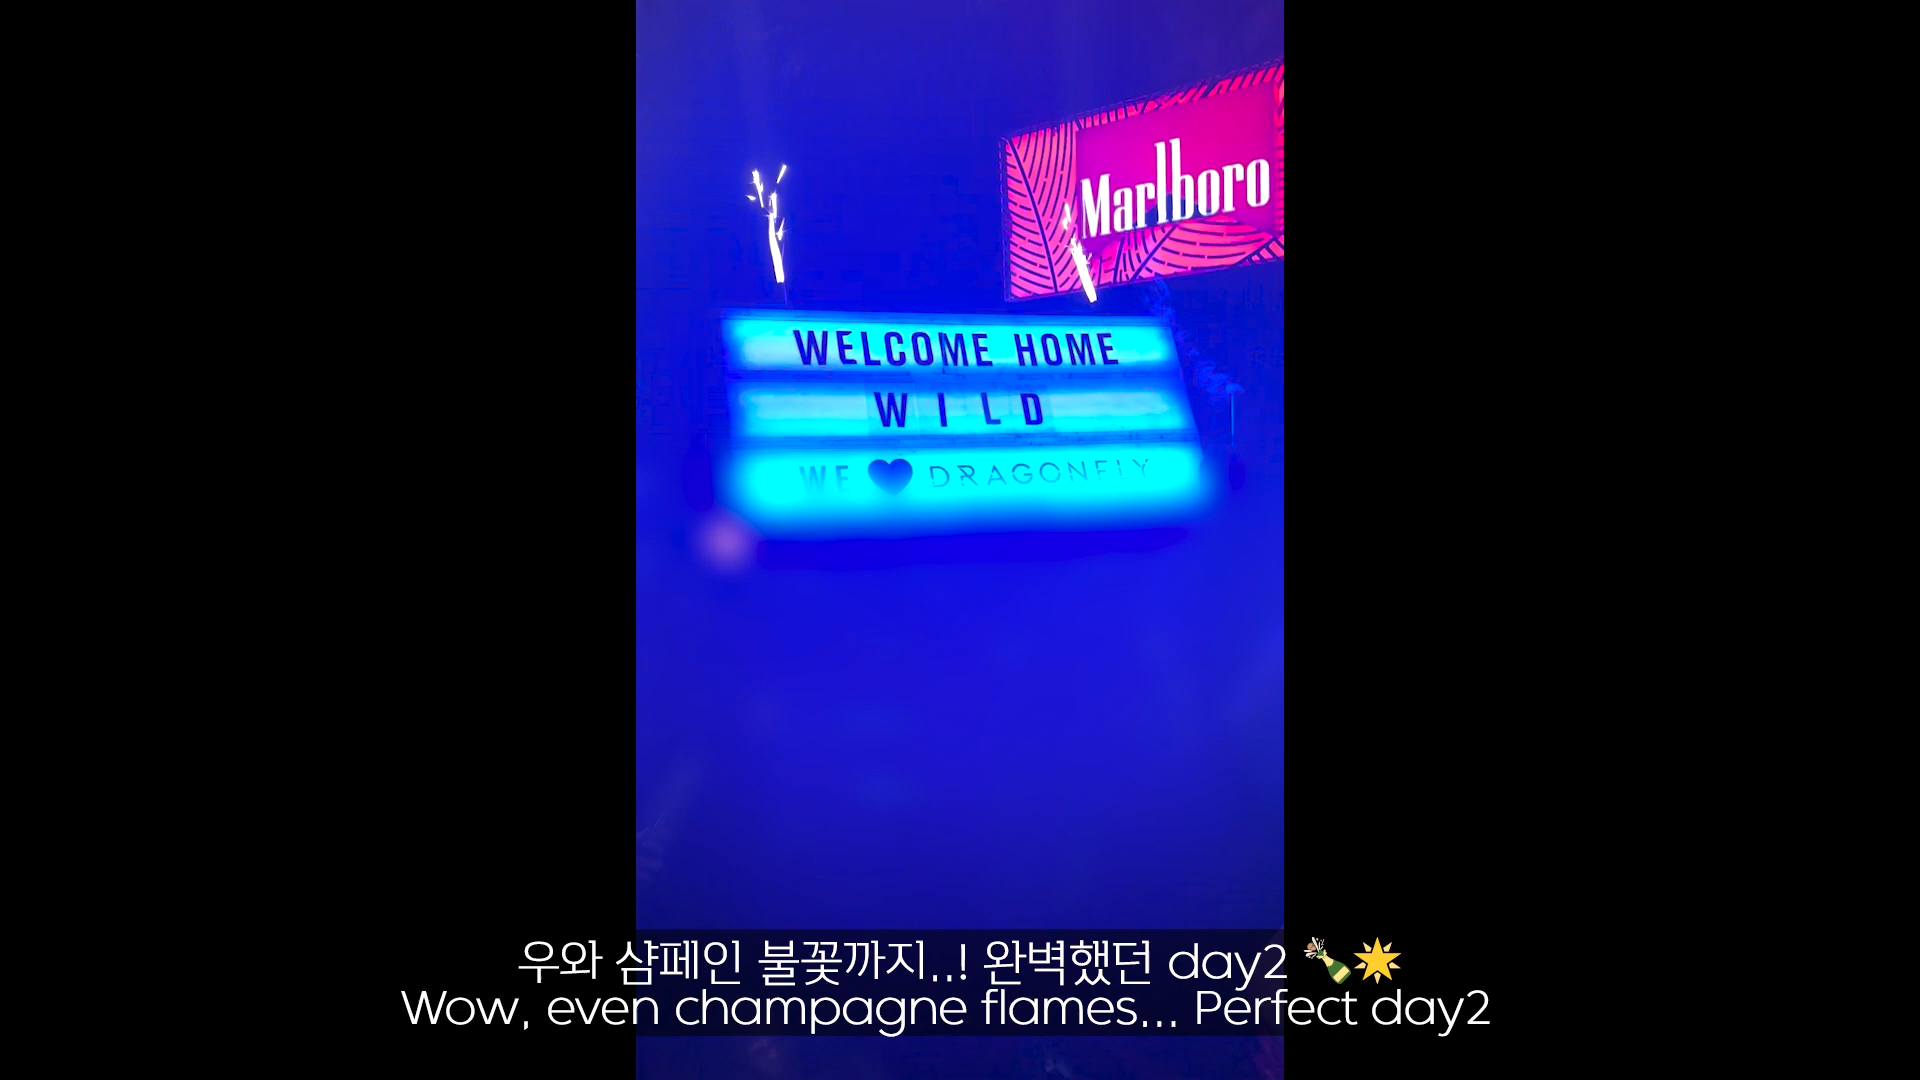 Marlboro
WELCOME HOME
WILD
WE ♥ DRAGONFLY
우와 샴페인 불꽃까지..! 완벽했던 day2 🍾🌟
Wow, even champagne flames... Perfect day2